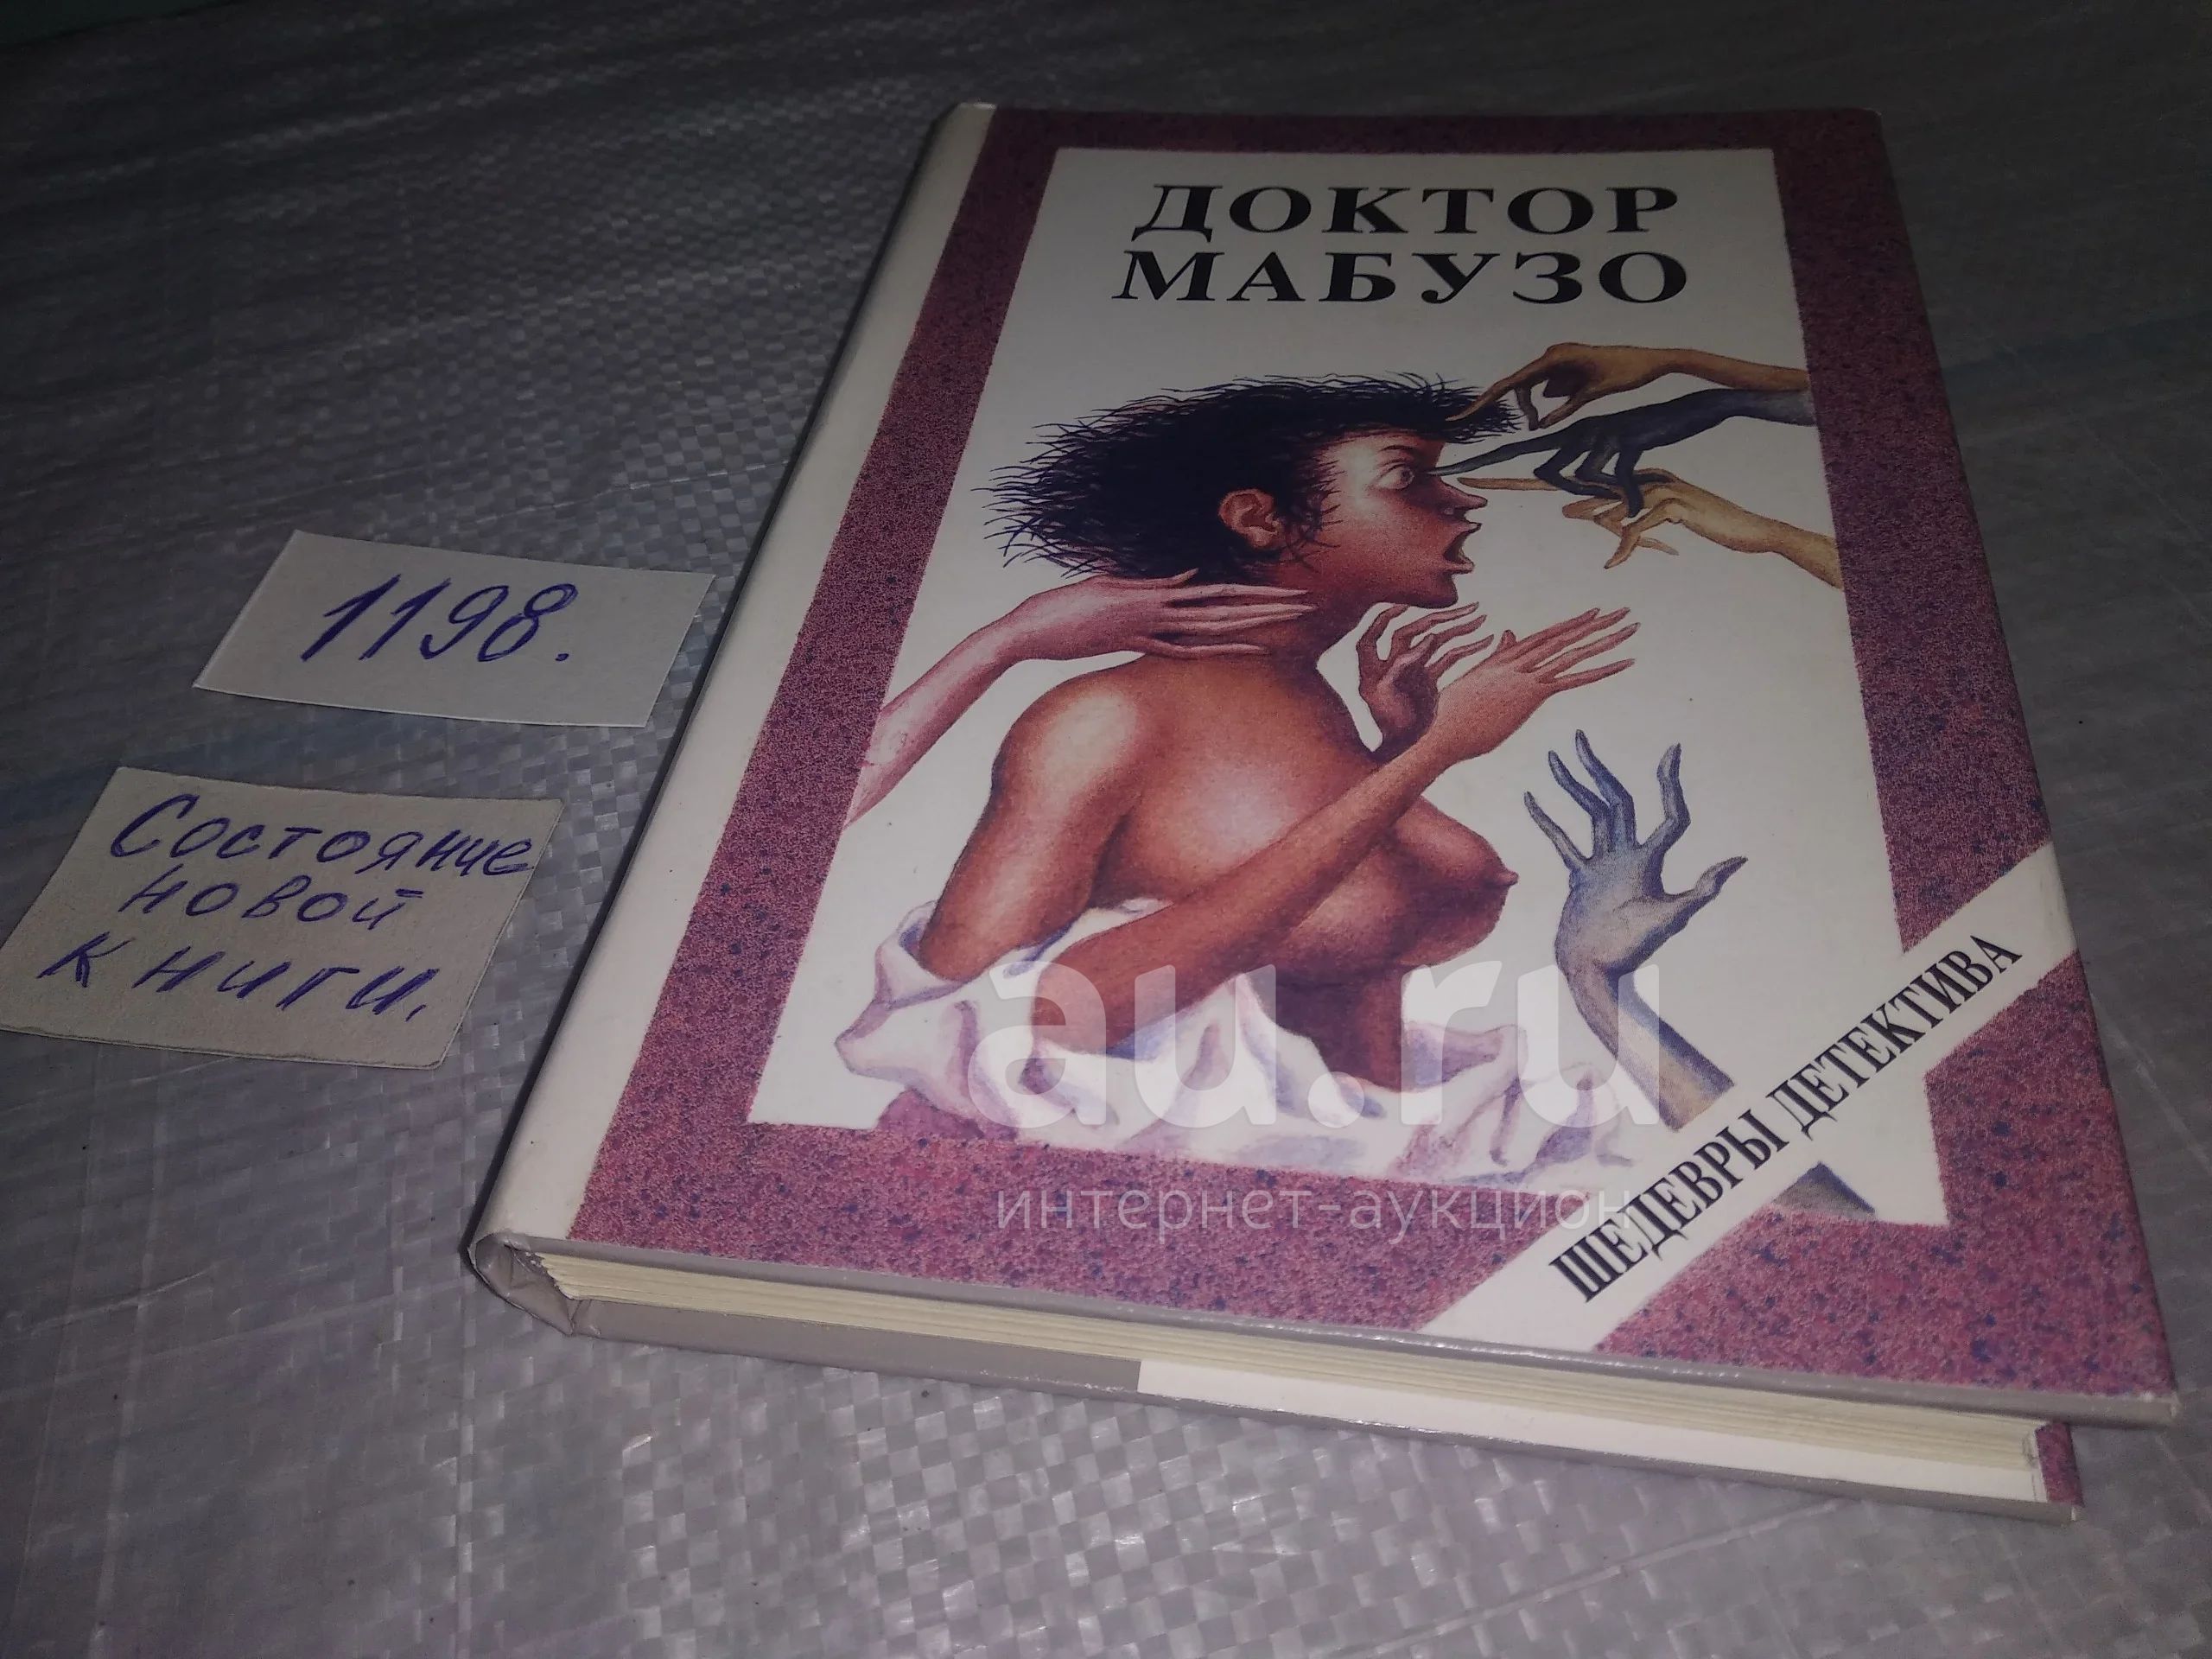 ДОКТОР
МАБУЗО
1198.
Состояние
новой
книги.
ШЕДЕВРЫ ДЕТЕКТИВА
au.ru
интернет-аукцион